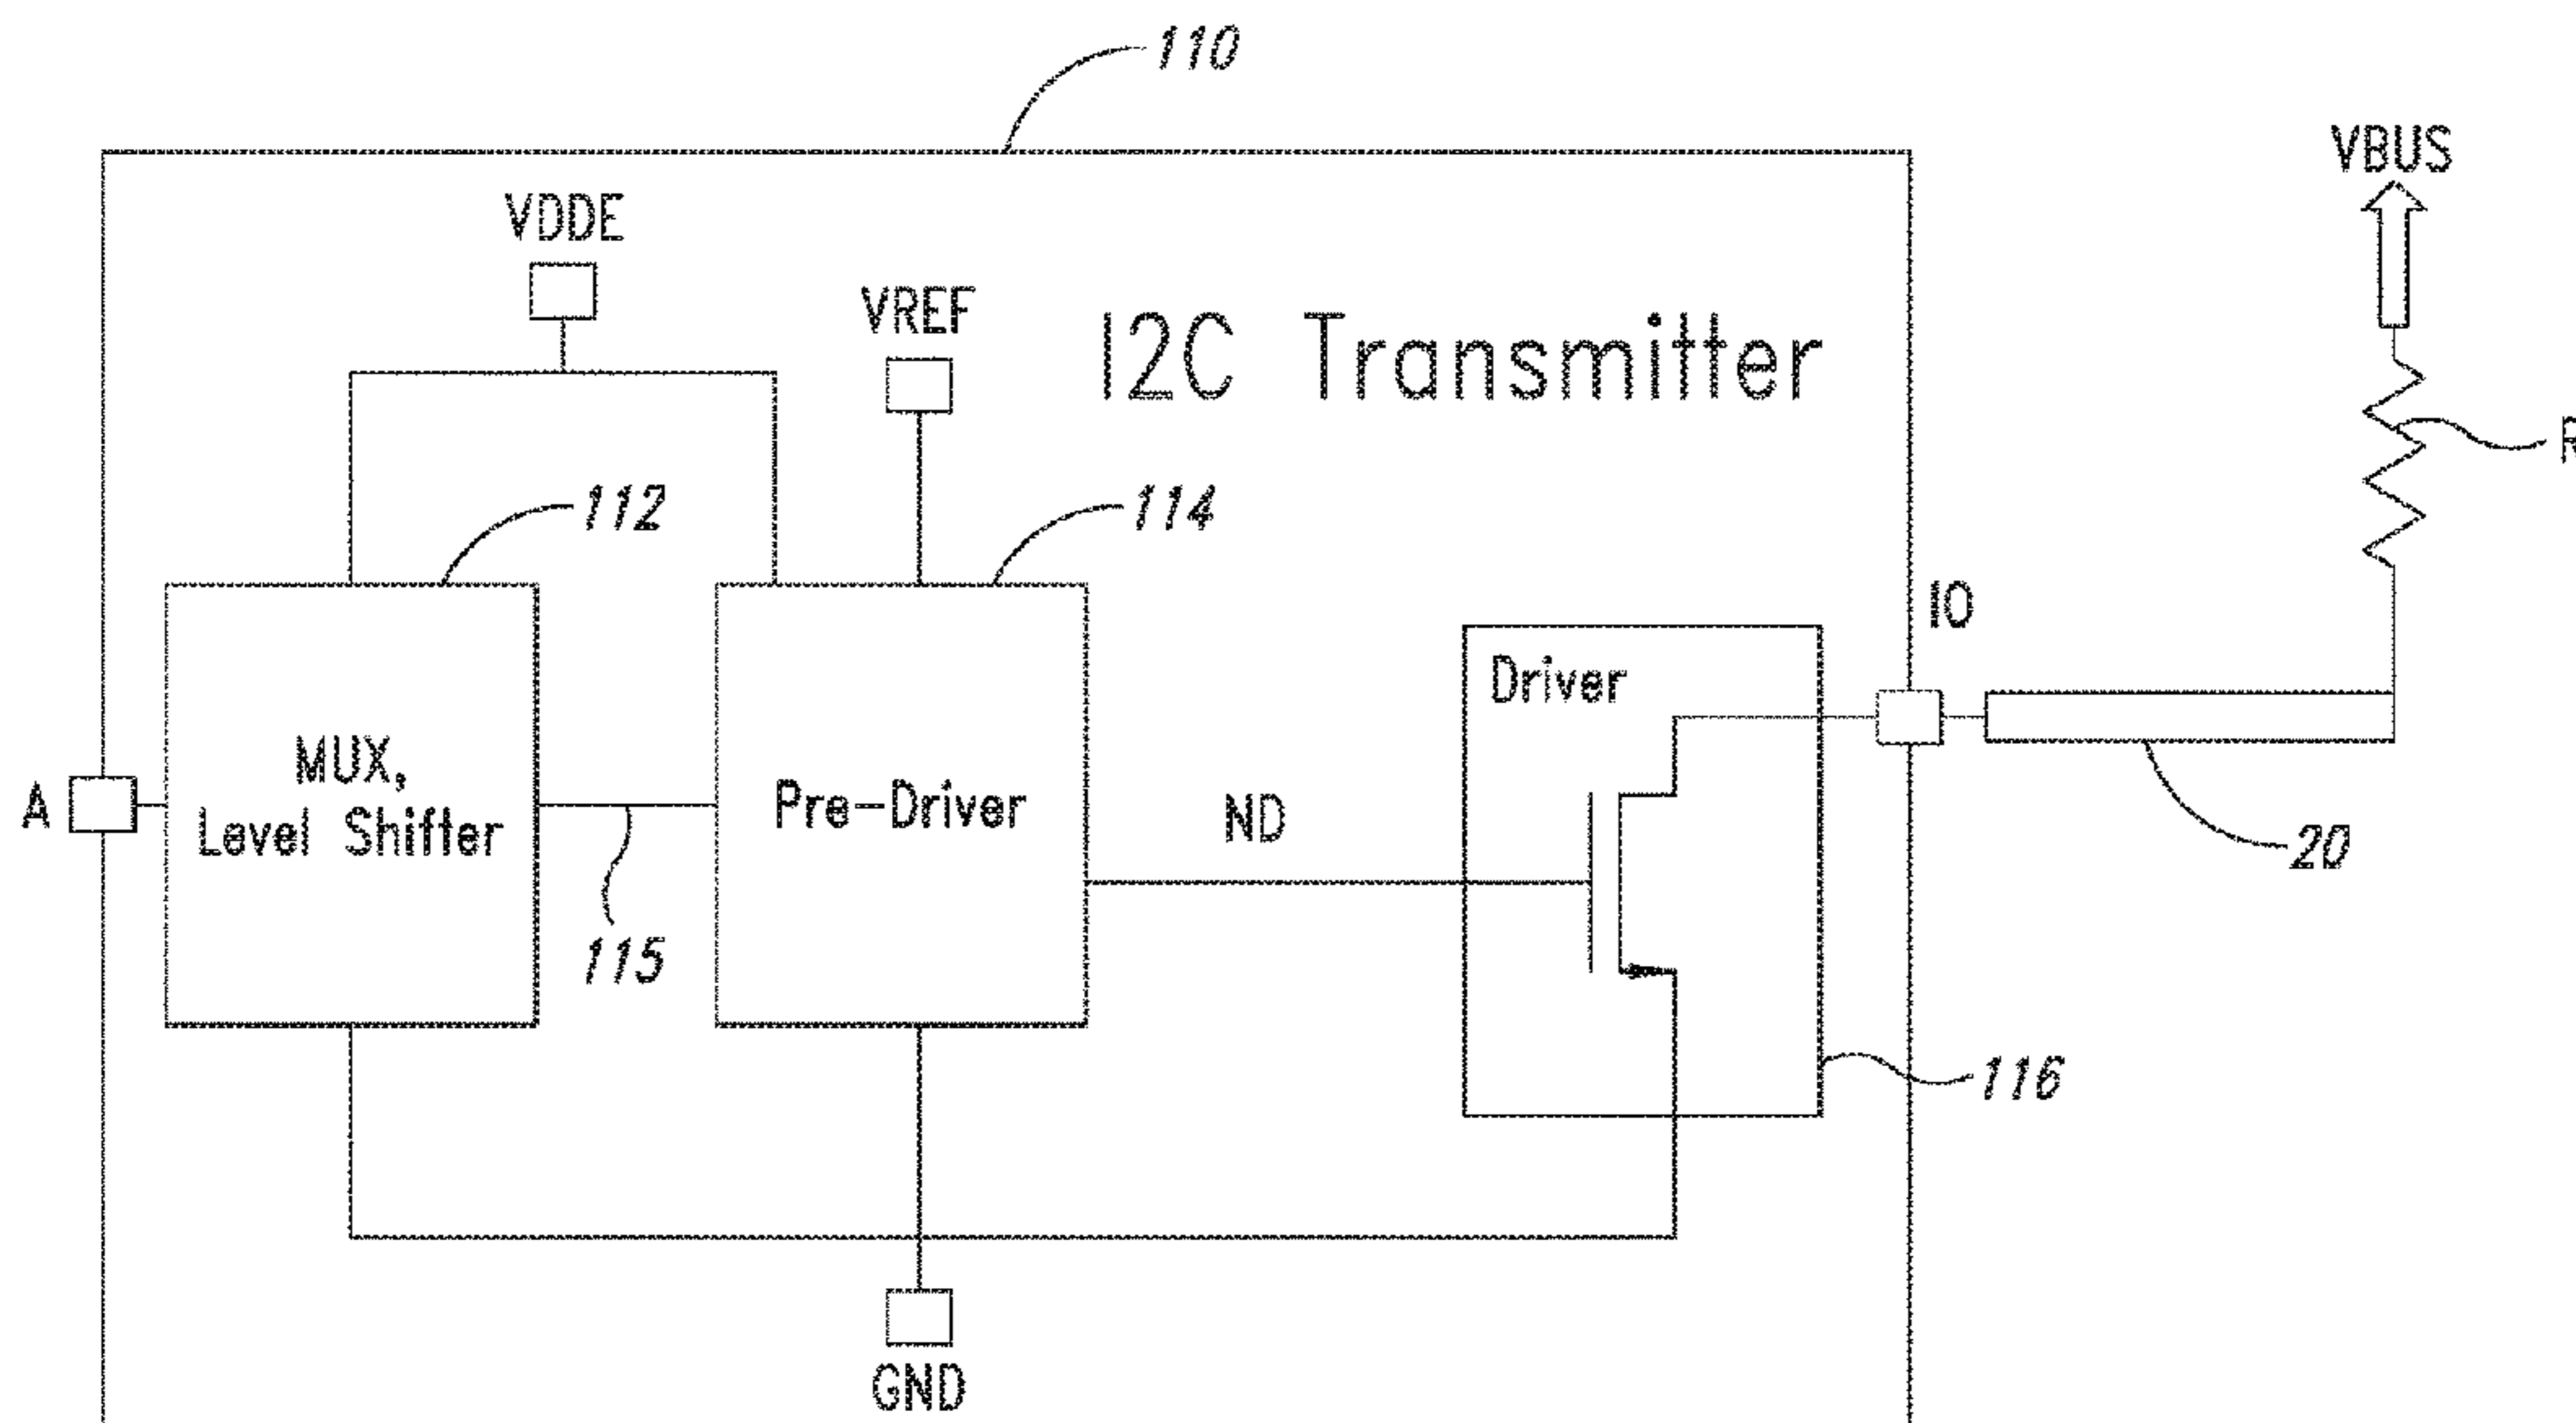 110
VBUS
VDDE
VREF
I2C Transmitter
R
112
114
IO
Driver
MUX,
Level Shifter
A
Pre-Driver
ND
20
115
116
GND